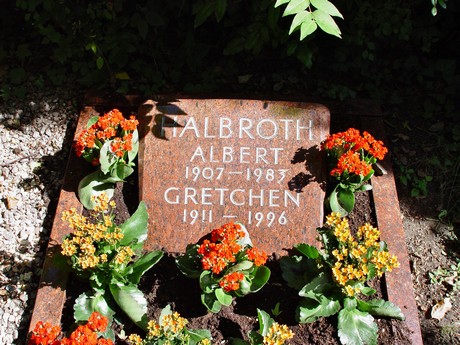 HALBROTH
ALBERT
1907 - 1983
GRETCHEN
1911 - 1996